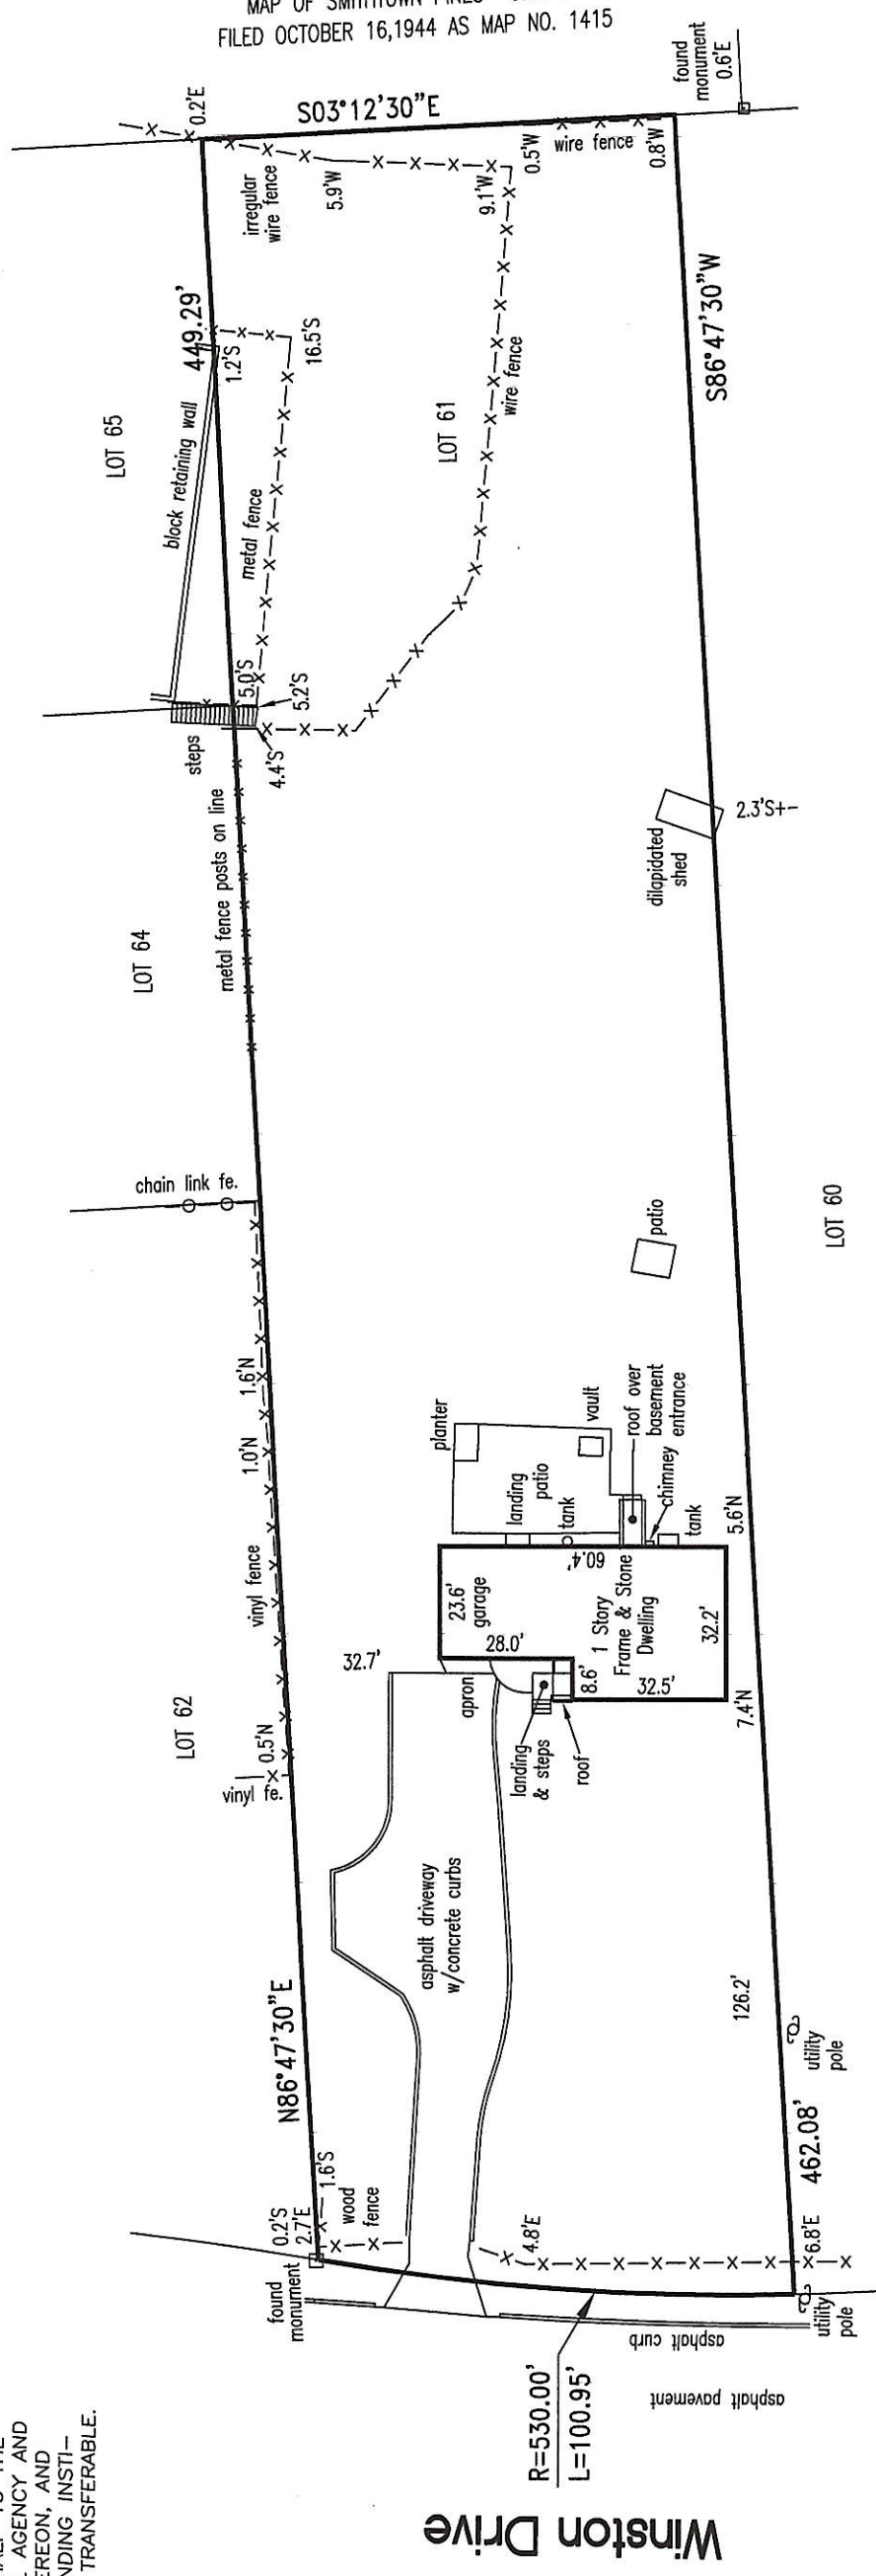 MAP OF SMITHTOWN PINES
FILED OCTOBER 16,1944 AS MAP NO. 1415
found
monument
0.6'E
0.2'E
S03°12'30"E
irregular
wire fence
5.9'W
9.1'W
0.5'W
wire fence
0.8'W
449.29'
1.2'S
16.5'S
LOT 65
block retaining wall
metal fence
LOT 61
wire fence
S86°47'30"W
5.0'S
5.2'S
steps
4.4'S
metal fence posts on line
LOT 64
dilapidated
shed
2.3'S+-
chain link fe.
patio
LOT 60
1.6'N
1.0'N
planter
landing
patio
vault
roof over
basement
entrance
tank
chimney
tank
5.6'N
vinyl fence
60.4'
23.6'
garage
28.0'
1 Story
Frame & Stone
Dwelling
32.2'
32.7'
8.6'
32.5'
apron
7.4'N
LOT 62
0.5'N
vinyl fe.
landing
& steps
roof
asphalt driveway
w/concrete curbs
126.2'
N86°47'30"E
utility
pole
462.08'
0.2'S
2.7'E
1.6'S
wood
fence
4.8'E
6.8'E
found
monument
utility
pole
asphalt curb
R=530.00'
L=100.95'
asphalt pavement
Winston Drive
TO THE
AGENCY AND
EREON, AND
NDING INSTI-
TRANSFERABLE.